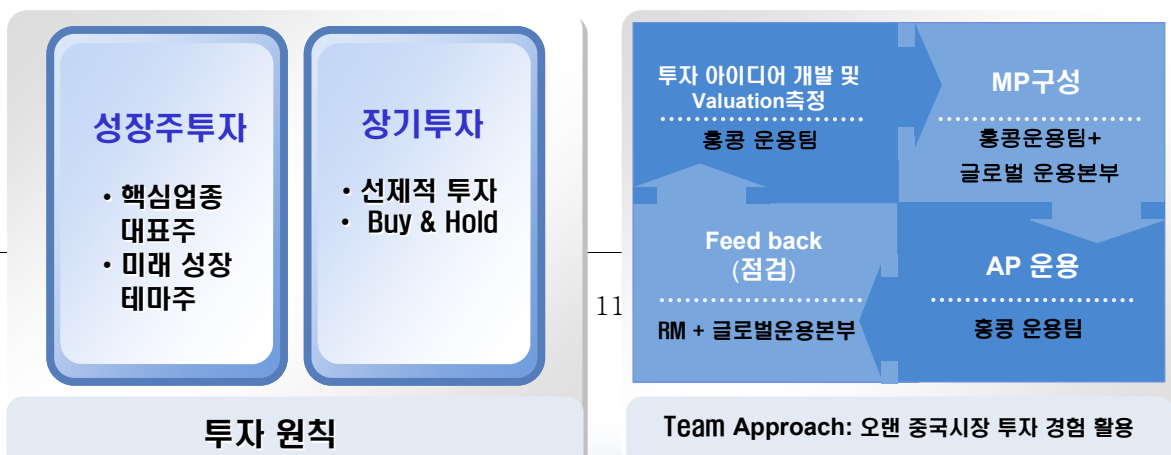 성장주투자
• 핵심업종
대표주
• 미래 성장
테마주
장기투자
• 선제적 투자
• Buy & Hold
투자 원칙
11
투자 아이디어 개발 및
Valuation측정
홍콩 운용팀
MP구성
홍콩운용팀+
글로벌 운용본부
Feed back
(점검)
RM + 글로벌운용본부
AP 운용
홍콩 운용팀
Team Approach: 오랜 중국시장 투자 경험 활용